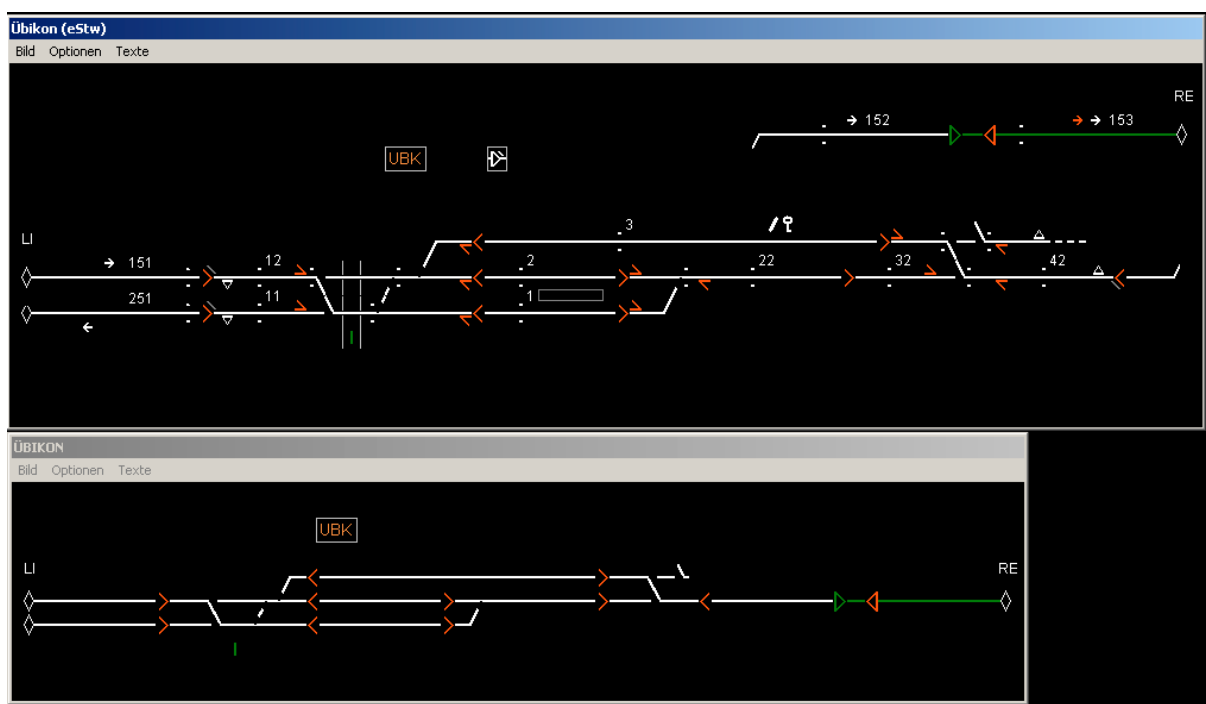 Übikon (eStw)
Bild Optionen Texte
RE
152 153
UBK
3
LI
151 12 2 22 32 42
251 11 1
ÜBIKON
Bild Optionen Texte
UBK
LI RE